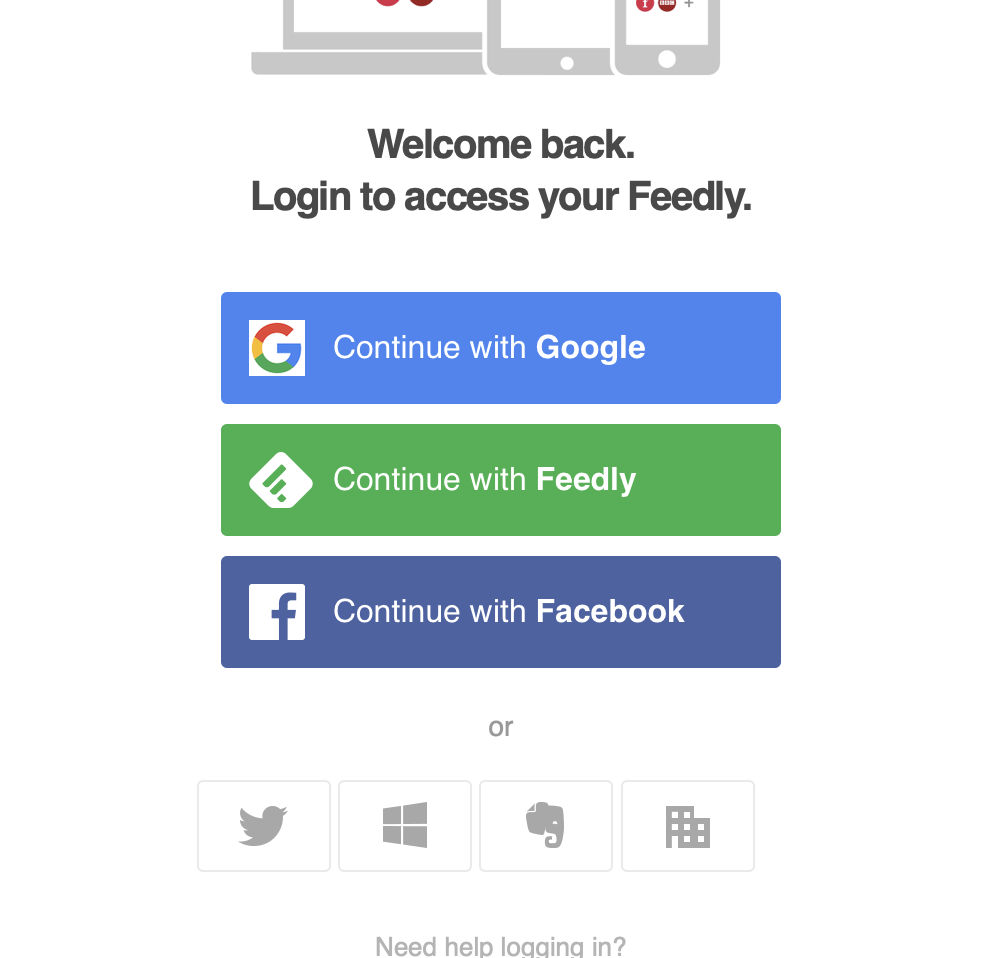 f BBC +
Welcome back.
Login to access your Feedly.
Continue with Google
Continue with Feedly
Continue with Facebook
or
Need help logging in?